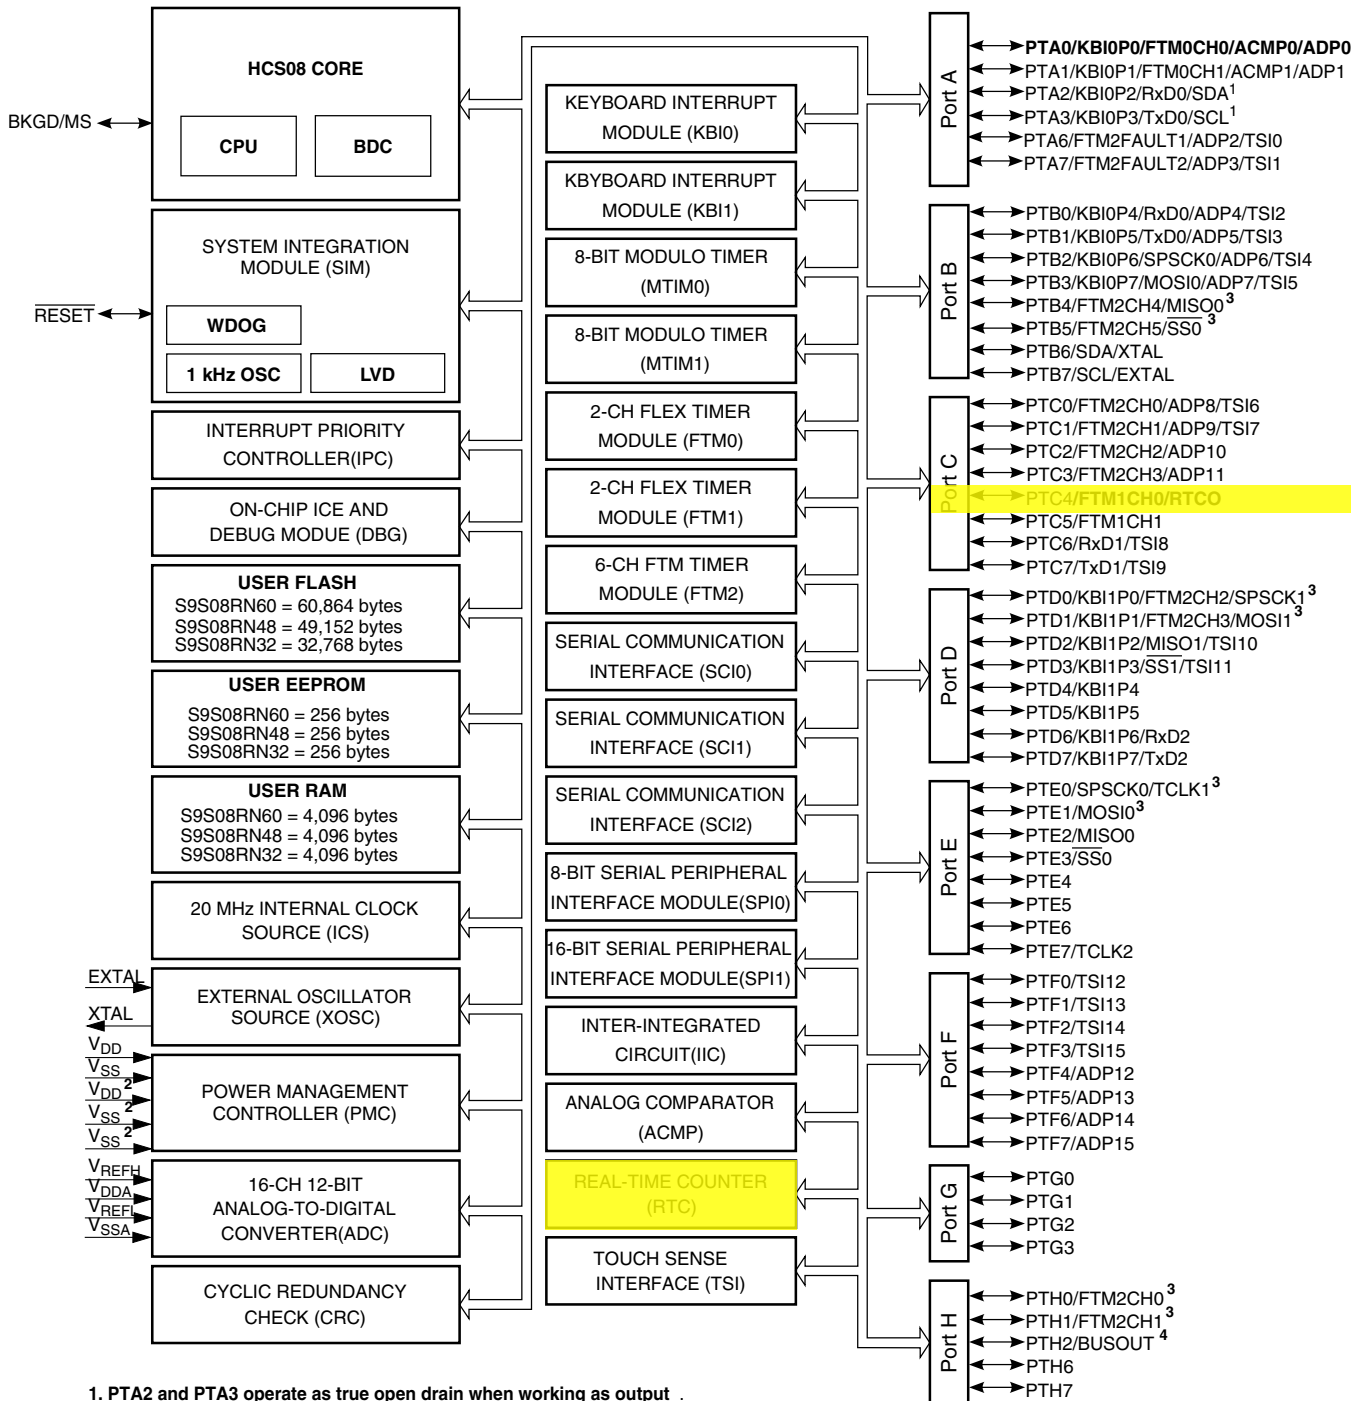 HCS08 CORE
CPU
BDC
BKGD/MS
SYSTEM INTEGRATION
MODULE (SIM)
WDOG
1 kHz OSC
LVD
RESET
INTERRUPT PRIORITY
CONTROLLER(IPC)
ON-CHIP ICE AND
DEBUG MODUE (DBG)
USER FLASH
S9S08RN60 = 60,864 bytes
S9S08RN48 = 49,152 bytes
S9S08RN32 = 32,768 bytes
USER EEPROM
S9S08RN60 = 256 bytes
S9S08RN48 = 256 bytes
S9S08RN32 = 256 bytes
USER RAM
S9S08RN60 = 4,096 bytes
S9S08RN48 = 4,096 bytes
S9S08RN32 = 4,096 bytes
20 MHz INTERNAL CLOCK
SOURCE (ICS)
EXTAL
XTAL
EXTERNAL OSCILLATOR
SOURCE (XOSC)
VDD
VSS
VDD 2
VSS 2
VSS 2
POWER MANAGEMENT
CONTROLLER (PMC)
VREFH
VDDA
VREFL
VSSA
16-CH 12-BIT
ANALOG-TO-DIGITAL
CONVERTER(ADC)
CYCLIC REDUNDANCY
CHECK (CRC)
KEYBOARD INTERRUPT
MODULE (KBI0)
KBYBOARD INTERRUPT
MODULE (KBI1)
8-BIT MODULO TIMER
(MTIM0)
8-BIT MODULO TIMER
(MTIM1)
2-CH FLEX TIMER
MODULE (FTM0)
2-CH FLEX TIMER
MODULE (FTM1)
6-CH FTM TIMER
MODULE (FTM2)
SERIAL COMMUNICATION
INTERFACE (SCI0)
SERIAL COMMUNICATION
INTERFACE (SCI1)
SERIAL COMMUNICATION
INTERFACE (SCI2)
8-BIT SERIAL PERIPHERAL
INTERFACE MODULE(SPI0)
16-BIT SERIAL PERIPHERAL
INTERFACE MODULE(SPI1)
INTER-INTEGRATED
CIRCUIT(IIC)
ANALOG COMPARATOR
(ACMP)
REAL-TIME COUNTER
(RTC)
TOUCH SENSE
INTERFACE (TSI)
Port A
PTA0/KBI0P0/FTM0CH0/ACMP0/ADP0
PTA1/KBI0P1/FTM0CH1/ACMP1/ADP1
PTA2/KBI0P2/RxD0/SDA1
PTA3/KBI0P3/TxD0/SCL1
PTA6/FTM2FAULT1/ADP2/TSI0
PTA7/FTM2FAULT2/ADP3/TSI1
Port B
PTB0/KBI0P4/RxD0/ADP4/TSI2
PTB1/KBI0P5/TxD0/ADP5/TSI3
PTB2/KBI0P6/SPSCK0/ADP6/TSI4
PTB3/KBI0P7/MOSI0/ADP7/TSI5
PTB4/FTM2CH4/MISO0 3
PTB5/FTM2CH5/SS0 3
PTB6/SDA/XTAL
PTB7/SCL/EXTAL
Port C
PTC0/FTM2CH0/ADP8/TSI6
PTC1/FTM2CH1/ADP9/TSI7
PTC2/FTM2CH2/ADP10
PTC3/FTM2CH3/ADP11
PTC4/FTM1CH0/RTCO
PTC5/FTM1CH1
PTC6/RxD1/TSI8
PTC7/TxD1/TSI9
Port D
PTD0/KBI1P0/FTM2CH2/SPSCK1 3
PTD1/KBI1P1/FTM2CH3/MOSI1 3
PTD2/KBI1P2/MISO1/TSI10
PTD3/KBI1P3/SS1/TSI11
PTD4/KBI1P4
PTD5/KBI1P5
PTD6/KBI1P6/RxD2
PTD7/KBI1P7/TxD2
Port E
PTE0/SPSCK0/TCLK1 3
PTE1/MOSI0 3
PTE2/MISO0
PTE3/SS0
PTE4
PTE5
PTE6
PTE7/TCLK2
Port F
PTF0/TSI12
PTF1/TSI13
PTF2/TSI14
PTF3/TSI15
PTF4/ADP12
PTF5/ADP13
PTF6/ADP14
PTF7/ADP15
Port G
PTG0
PTG1
PTG2
PTG3
Port H
PTH0/FTM2CH0 3
PTH1/FTM2CH1 3
PTH2/BUSOUT 4
PTH6
PTH7
1. PTA2 and PTA3 operate as true open drain when working as output .